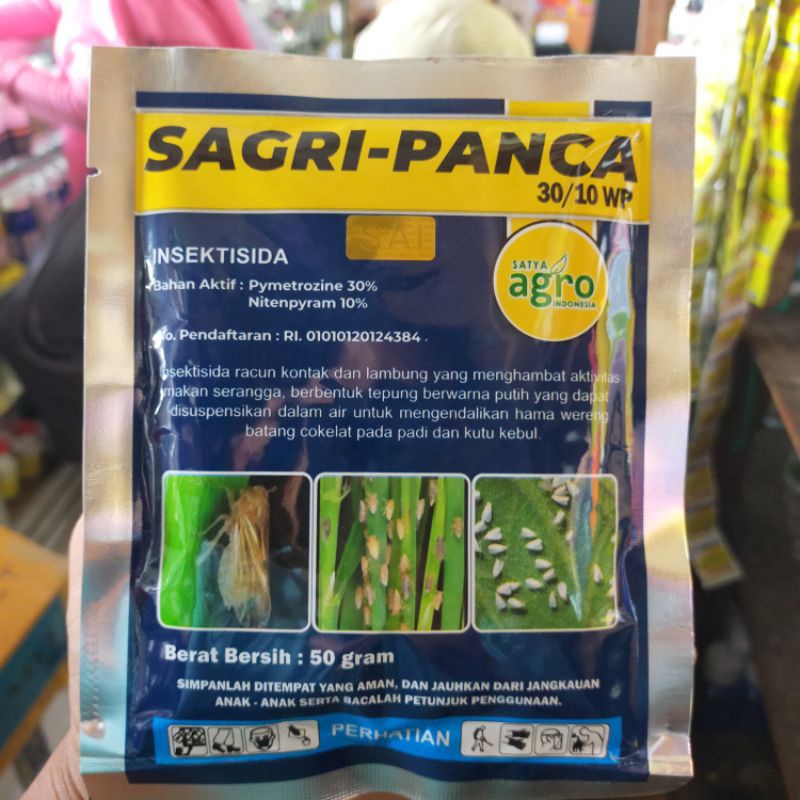 SAGRI-PANCA
30/10 WP
SAI
INSEKTISIDA
Bahan Aktif : Pymetrozine 30%
Nitenpyram 10%
SATYA
agro
INDONESIA
No. Pendaftaran : RI. 01010120124384
Insektisida racun kontak dan lambung yang menghambat aktivitas
makan serangga, berbentuk tepung berwarna putih yang dapat
disuspensikan dalam air untuk mengendalikan hama wereng
batang cokelat pada padi dan kutu kebul.
Berat Bersih : 50 gram
SIMPANLAH DITEMPAT YANG AMAN, DAN JAUHKAN DARI JANGKAUAN
ANAK - ANAK SERTA BACALAH PETUNJUK PENGGUNAAN.
PERHATIAN